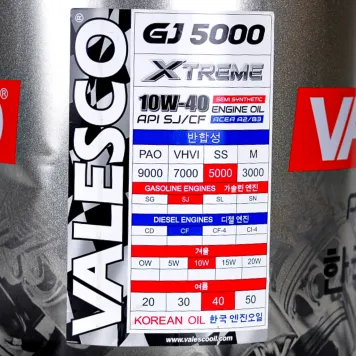 VALESCO
GJ 5000
XTREME
10W-40 SEMI SYNTHETIC ENGINE OIL
API SJ/CF ACEA A2/B3
반합성
PAO VHVI SS M
9000 7000 5000 3000
GASOLINE ENGINES 가솔린 엔진
SG SJ SL SN
DIESEL ENGINES 디젤 엔진
CD CF CF-4 CI-4
겨울
OW 5W 10W 15W 20W
여름
20 30 40 50
KOREAN OIL 한국 엔진오일
www.valescooil.com
VA